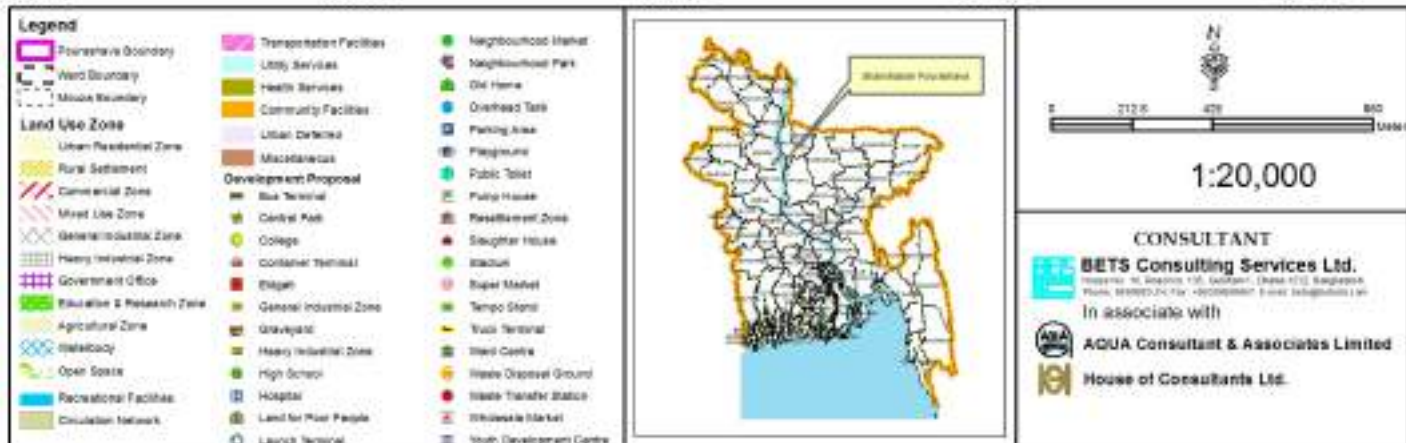 Legend
Pourashava Boundary
Ward Boundary
Mouza Boundary
Land Use Zone
Urban Residential Zone
Rural Settlement
Commercial Zone
Mixed Use Zone
General Industrial Zone
Heavy Industrial Zone
Government Office
Education & Research Zone
Agricultural Zone
Waterbody
Open Space
Recreational Facilities
Circulation Network
Transportation Facilities
Utility Services
Health Services
Community Facilities
Urban Deferred
Miscellaneous
Development Proposal
Bus Terminal
Central Park
College
Container Terminal
Eidgah
General Industrial Zone
Graveyard
Heavy Industrial Zone
High School
Hospital
Land for Poor People
Launch Terminal
Neighbourhood Market
Neighbourhood Park
Old Home
Overhead Tank
Parking Area
Playground
Public Toilet
Pump House
Resettlement Zone
Slaughter House
Stadium
Super Market
Tempo Stand
Truck Terminal
Ward Centre
Waste Disposal Ground
Waste Transfer Station
Wholesale Market
Youth Development Centre
Pourashava
N
0 212.5 425 850
Meters
1:20,000
CONSULTANT
BETS Consulting Services Ltd.
In associate with
AQUA Consultant & Associates Limited
House of Consultants Ltd.